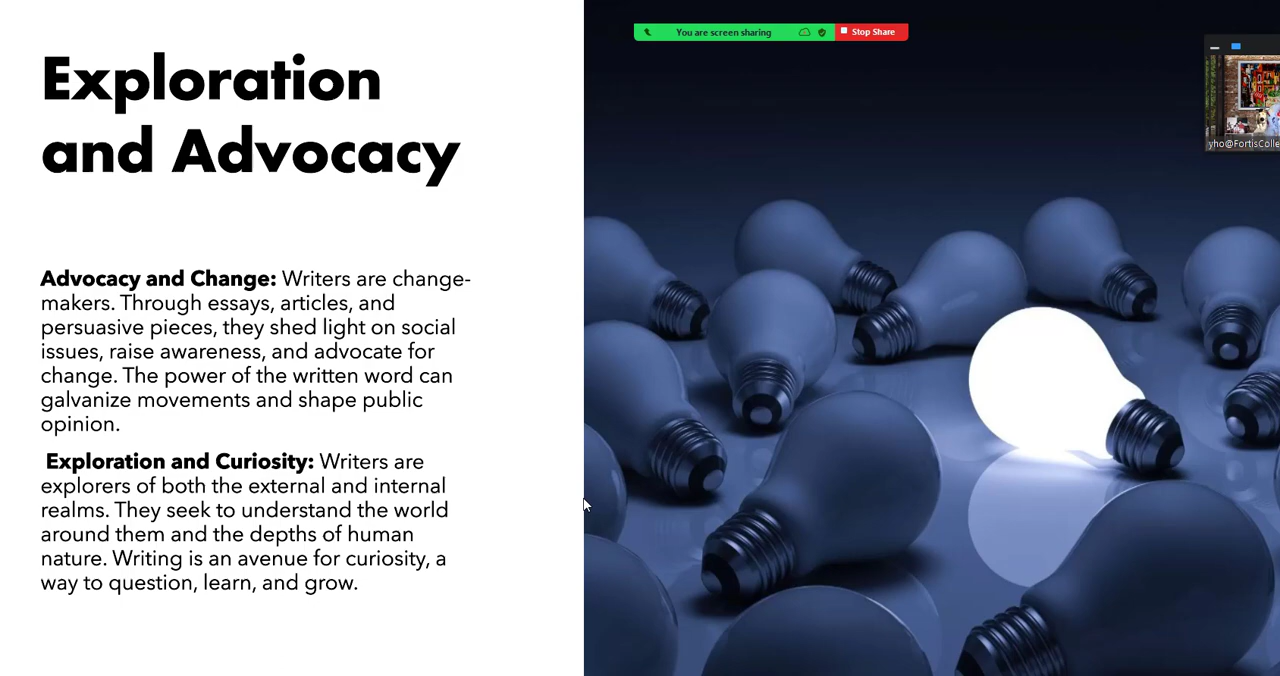 Exploration
and Advocacy
Advocacy and Change: Writers are change-
makers. Through essays, articles, and
persuasive pieces, they shed light on social
issues, raise awareness, and advocate for
change. The power of the written word can
galvanize movements and shape public
opinion.
Exploration and Curiosity: Writers are
explorers of both the external and internal
realms. They seek to understand the world
around them and the depths of human
nature. Writing is an avenue for curiosity, a
way to question, learn, and grow.
You are screen sharing
Stop Share
yho@FortisColle